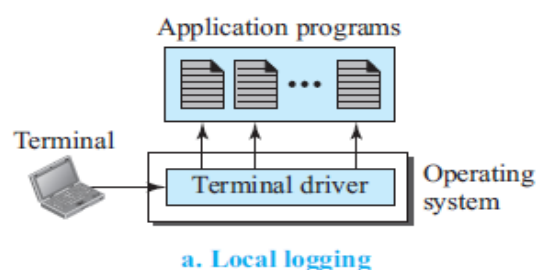 Application programs
Terminal
Terminal driver
Operating
system
a. Local logging